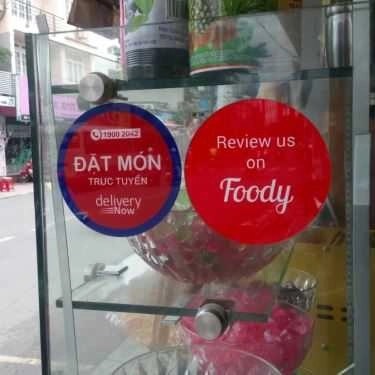 1900 2042
ĐẶT MÓN
TRỰC TUYẾN
delivery
Now
Review us
on
Foody